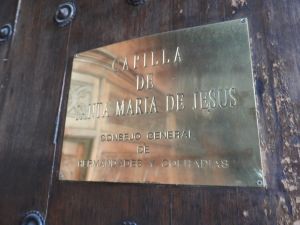 CAPILLA
DE
SANTA MARIA DE JESUS
CONSEJO GENERAL
DE
HERMANDADES Y COFRADIAS